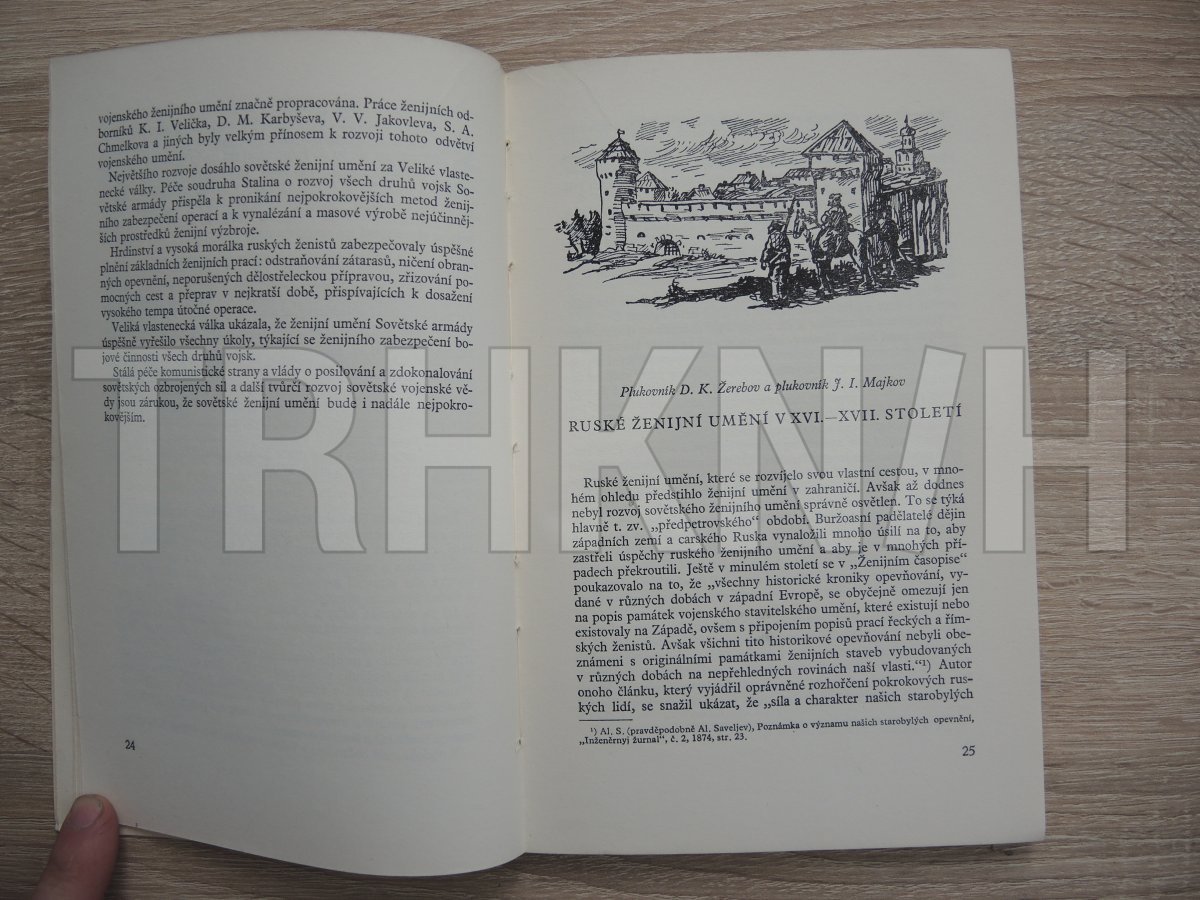 vojenského ženijního umění značně propracována. Práce ženijních od-
borníků K. I. Velička, D. M. Karbyševa, V. V. Jakovleva, S. A.
Chmelkova a jiných byly velkým přínosem k rozvoji tohoto odvětví
vojenského umění.
Největšího rozvoje dosáhlo sovětské ženijní umění za Veliké vlaste-
necké války. Péče soudruha Stalina o rozvoj všech druhů vojsk So-
větské armády přispěla k pronikání nejpokrokovějších metod ženij-
ního zabezpečení operací a k vynalézání a masové výrobě nejúčinněj-
ších prostředků ženijní výzbroje.
Hrdinství a vysoká morálka ruských ženistů zabezpečovaly úspěšné
plnění základních ženijních prací: odstraňování zátarasů, ničení obran-
ných opevnění, neporušených dělostřeleckou přípravou, zřizování po-
mocných cest a přeprav v nejkratší době, přispívajících k dosažení
vysokého tempa útočné operace.
Veliká vlastenecká válka ukázala, že ženijní umění Sovětské armády
úspěšně vyřešilo všechny úkoly, týkající se ženijního zabezpečení bo-
jové činnosti všech druhů vojsk.
Stálá péče komunistické strany a vlády o posilování a zdokonalování
sovětských ozbrojených sil a další tvůrčí rozvoj sovětské vojenské vě-
dy jsou zárukou, že sovětské ženijní umění bude i nadále nejpokro-
kovějším.
24
Plukovník D. K. Žerebov a plukovník J. I. Majkov
RUSKÉ ŽENIJNÍ UMĚNÍ V XVI.—XVII. STOLETÍ
Ruské ženijní umění, které se rozvíjelo svou vlastní cestou, v mno-
hém ohledu předstihlo ženijní umění v zahraničí. Avšak až dodnes
nebyl rozvoj sovětského ženijního umění správně osvětlen. To se týká
hlavně t. zv. „předpetrovského“ období. Buržoasní padělatelé dějin
západních zemí a carského Ruska vynaložili mnoho úsilí na to, aby
zastřeli úspěchy ruského ženijního umění a aby je v mnohých pří-
padech překroutili. Ještě v minulém století se v „Ženijním časopise“
poukazovalo na to, že „všechny historické kroniky opevňování, vy-
dané v různých dobách v západní Evropě, se obyčejně omezují jen
na popis památek vojenského stavitelského umění, které existují nebo
existovaly na Západě, ovšem s připojením popisů prací řeckých a řím-
ských ženistů. Avšak všichni tito historikové opevňování nebyli obe-
známeni s originálními památkami ženijních staveb vybudovaných
v různých dobách na nepřehledných rovinách naší vlasti.“¹) Autor
onoho článku, který vyjádřil oprávněné rozhořčení pokrokových rus-
kých lidí, se snažil ukázat, že „síla a charakter našich starobylých
¹) Al. S. (pravděpodobně Al. Saveljev), Poznámka o významu našich starobylých opevnění,
„Inženěrnyj žurnal“, č. 2, 1874, str. 23.
25
TRHKNIH